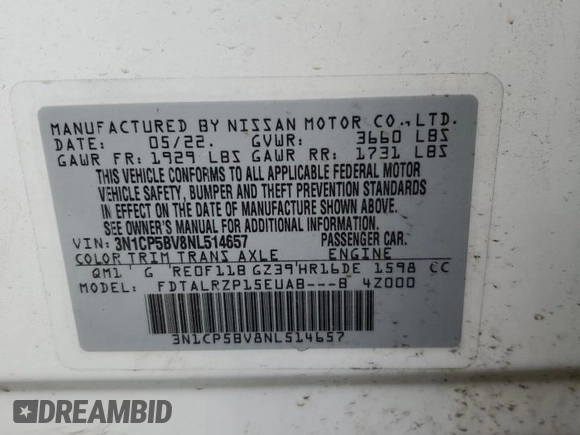 MANUFACTURED BY NISSAN MOTOR CO.,LTD.
DATE: 05/22. GVWR: 3660 LBS
GAWR FR: 1929 LBS GAWR RR: 1731 LBS
THIS VEHICLE CONFORMS TO ALL APPLICABLE FEDERAL MOTOR
VEHICLE SAFETY, BUMPER AND THEFT PREVENTION STANDARDS
IN EFFECT ON THE DATE OF MANUFACTURE SHOWN ABOVE.
SEE OWNER'S MANUAL FOR ADDITIONAL INFORMATION.
VIN: 3N1CP5BV8NL514657 PASSENGER CAR.
COLOR TRIM TRANS AXLE ENGINE
QM1 G RE0F11B GZ39 HR16DE 1598 CC
MODEL: FDTALRZP15EUAB---B 4Z000
3N1CP5BV8NL514657
DREAMBID